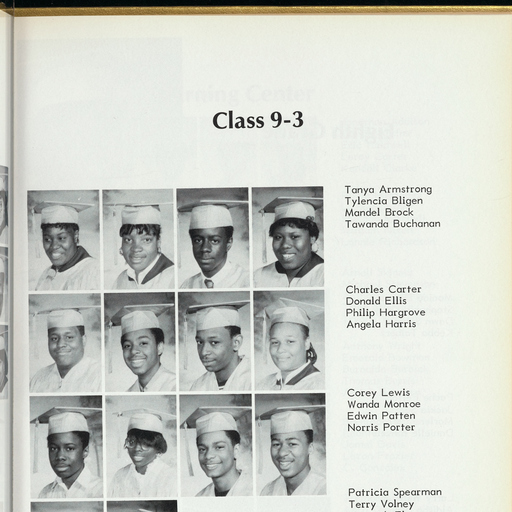 Class 9-3
Tanya Armstrong
Tylencia Bligen
Mandel Brock
Tawanda Buchanan
Charles Carter
Donald Ellis
Philip Hargrove
Angela Harris
Corey Lewis
Wanda Monroe
Edwin Patten
Norris Porter
Patricia Spearman
Terry Volney